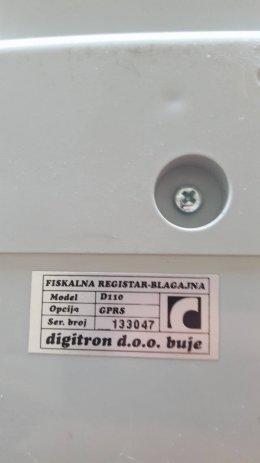 FISKALNA REGISTAR-BLAGAJNA
Model D110
Opcija GPRS
Ser. broj 133047
digitron d.o.o. buje